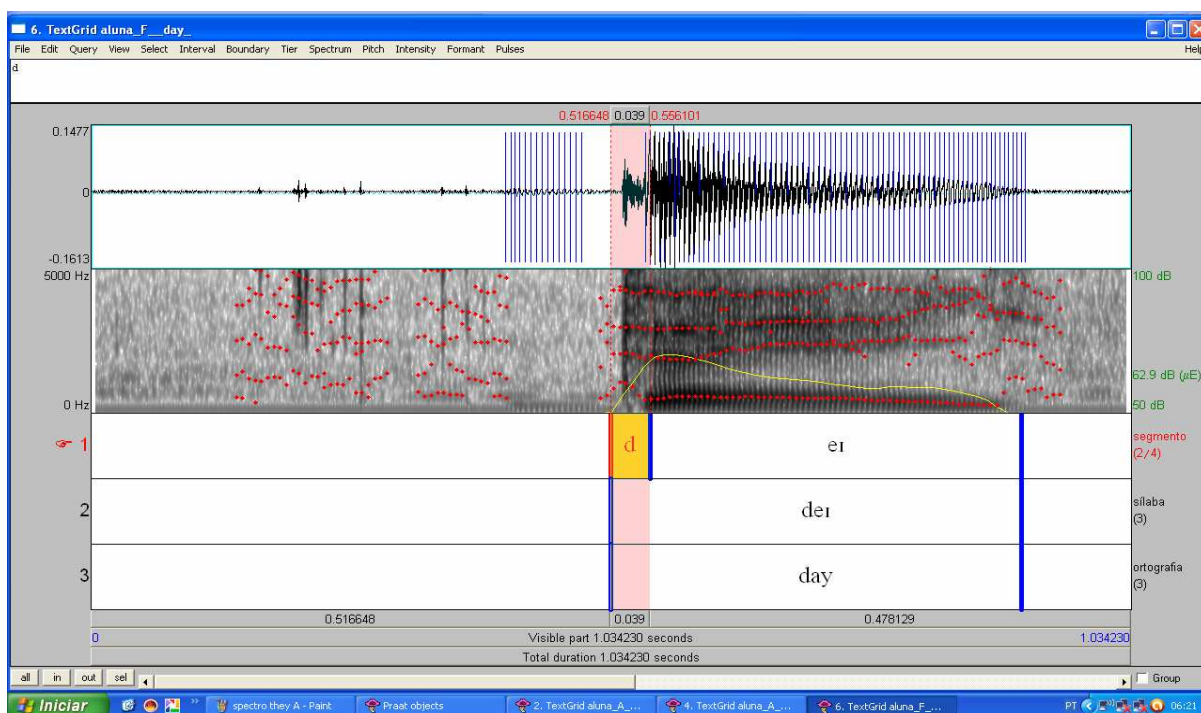 6. TextGrid aluna_F__day_
File Edit Query View Select Interval Boundary Tier Spectrum Pitch Intensity Formant Pulses Help
d
0.516648 0.039 0.556101
0.1477
0
-0.1613
5000 Hz 100 dB
62.9 dB (µE)
0 Hz 50 dB
1 d eɪ segmento
(2/4)
2 deɪ sílaba
(3)
3 day ortografia
(3)
0.516648 0.039 0.478129
0 Visible part 1.034230 seconds 1.034230
Total duration 1.034230 seconds
all in out sel Group
Iniciar spectro they A - Paint Praat objects 2. TextGrid aluna_A_... 4. TextGrid aluna_A_... 6. TextGrid aluna_F_... PT 06:21